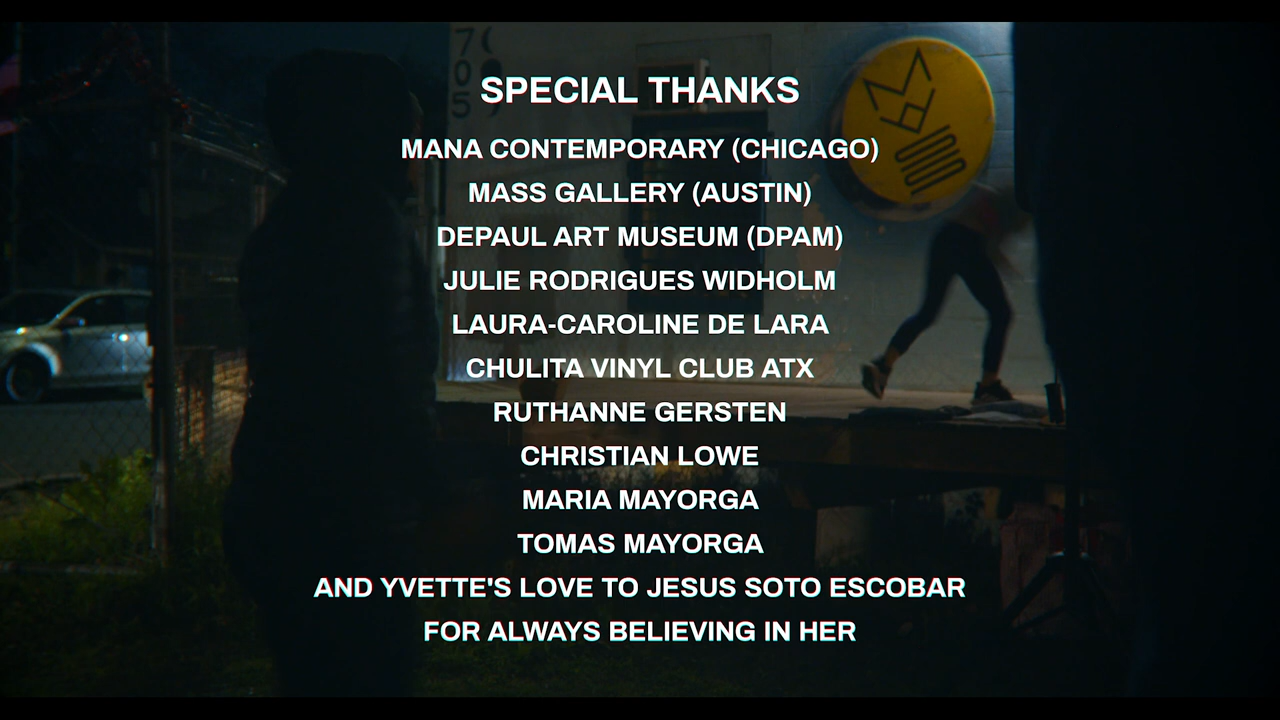 705
SPECIAL THANKS
MANA CONTEMPORARY (CHICAGO)
MASS GALLERY (AUSTIN)
DEPAUL ART MUSEUM (DPAM)
JULIE RODRIGUES WIDHOLM
LAURA-CAROLINE DE LARA
CHULITA VINYL CLUB ATX
RUTHANNE GERSTEN
CHRISTIAN LOWE
MARIA MAYORGA
TOMAS MAYORGA
AND YVETTE'S LOVE TO JESUS SOTO ESCOBAR
FOR ALWAYS BELIEVING IN HER